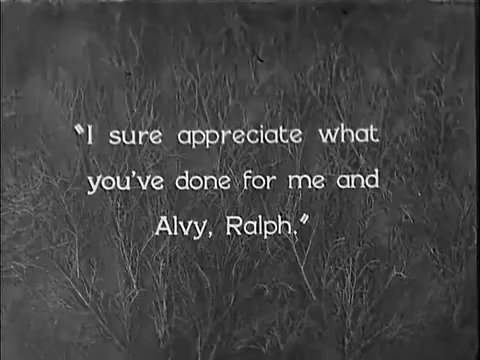 "I sure appreciate what
you've done for me and
Alvy, Ralph."